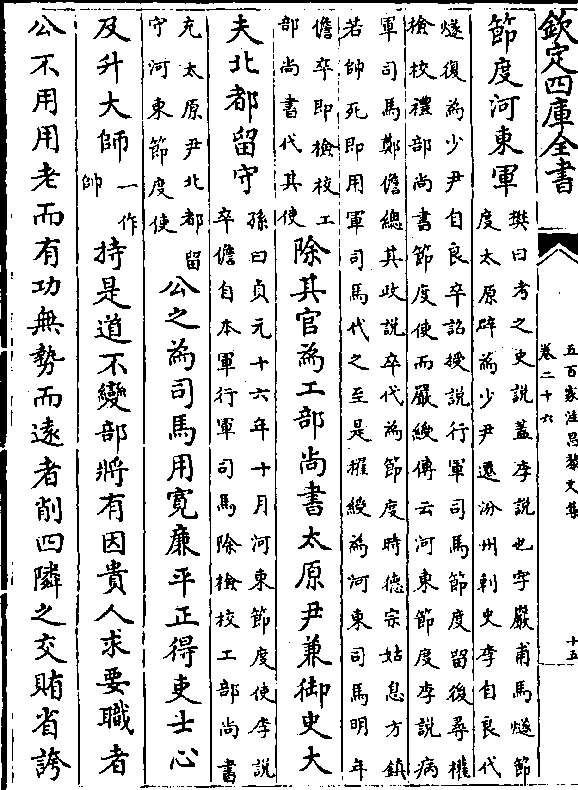 欽定四庫全書
五百家注昌黎文集
卷二十六
十五
節度河東軍
樊曰考之史說蓋李說也字嚴甫馬燧節
度太原辟為少尹遷汾州刺史李自良代
燧復為少尹自良卒詔授說行軍司馬節度留後尋擢
檢校禮部尚書節度使而嚴綬傳云河東節度李說病
軍司馬鄭儋總其政說卒代為節度時德宗姑息方鎮
若帥死即用軍司馬代之至是擢綬為河東司馬明年
儋卒即檢校工
部尚書代其使
除其官為工部尚書太原尹兼御史大
夫北都留守
孫曰貞元十六年十月河東節度使李說
卒儋自本軍行軍司馬除檢校工部尚書
充太原尹北都留
守河東節度使
公之為司馬用寬廉平正得吏士心
及升大師
一作
帥
持是道不變部將有因貴人求要職者
公不用用老而有功無勢而遠者削四隣之交賄省誇